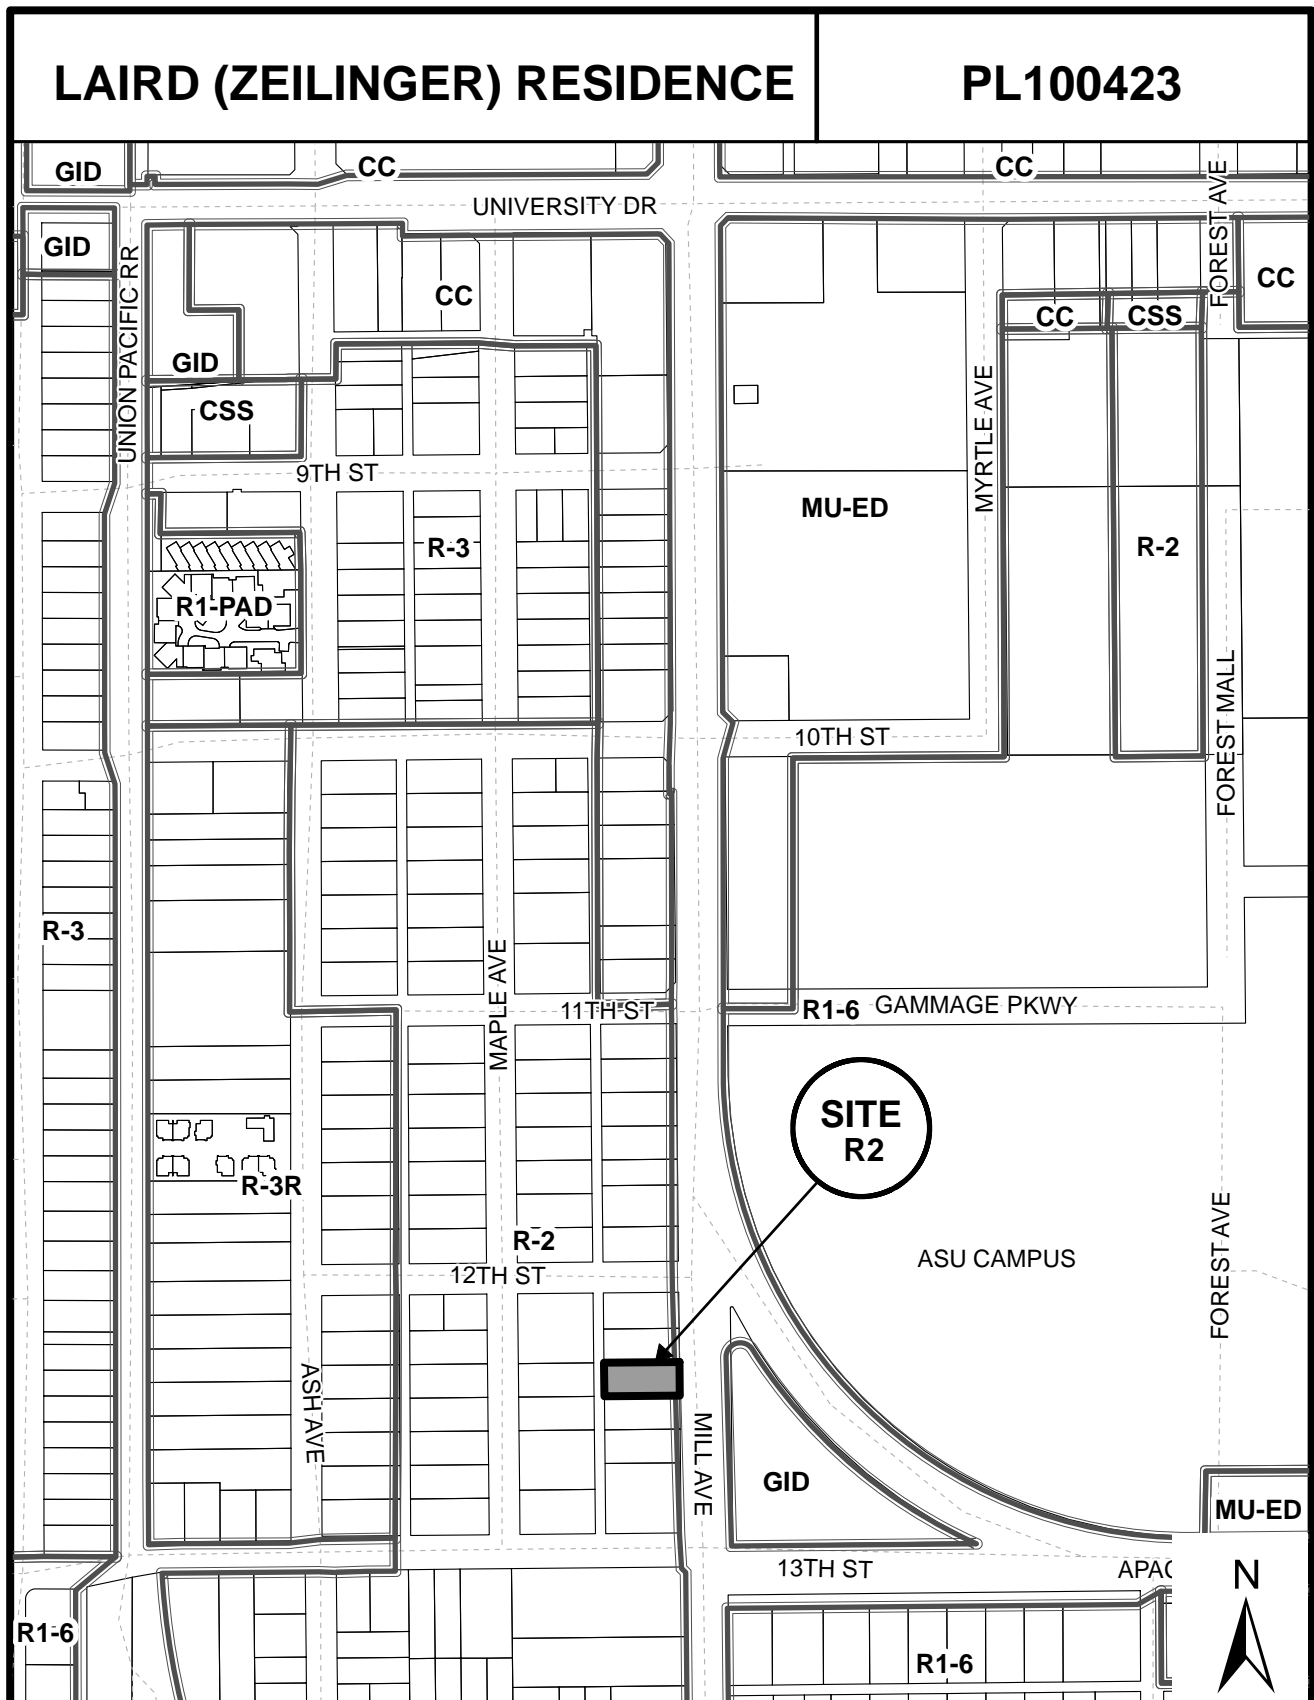 LAIRD (ZEILINGER) RESIDENCE
PL100423
GID
CC
CC
FOREST AVE
UNIVERSITY DR
GID
UNION PACIFIC RR
CC
CC
GID
CC
CSS
CSS
MYRTLE AVE
9TH ST
MU-ED
R-3
R-2
R1-PAD
FOREST MALL
10TH ST
R-3
MAPLE AVE
11TH ST
R1-6
GAMMAGE PKWY
SITE
R2
R-3R
R-2
ASU CAMPUS
FOREST AVE
12TH ST
ASH AVE
MILL AVE
GID
MU-ED
13TH ST
APAC
N
R1-6
R1-6